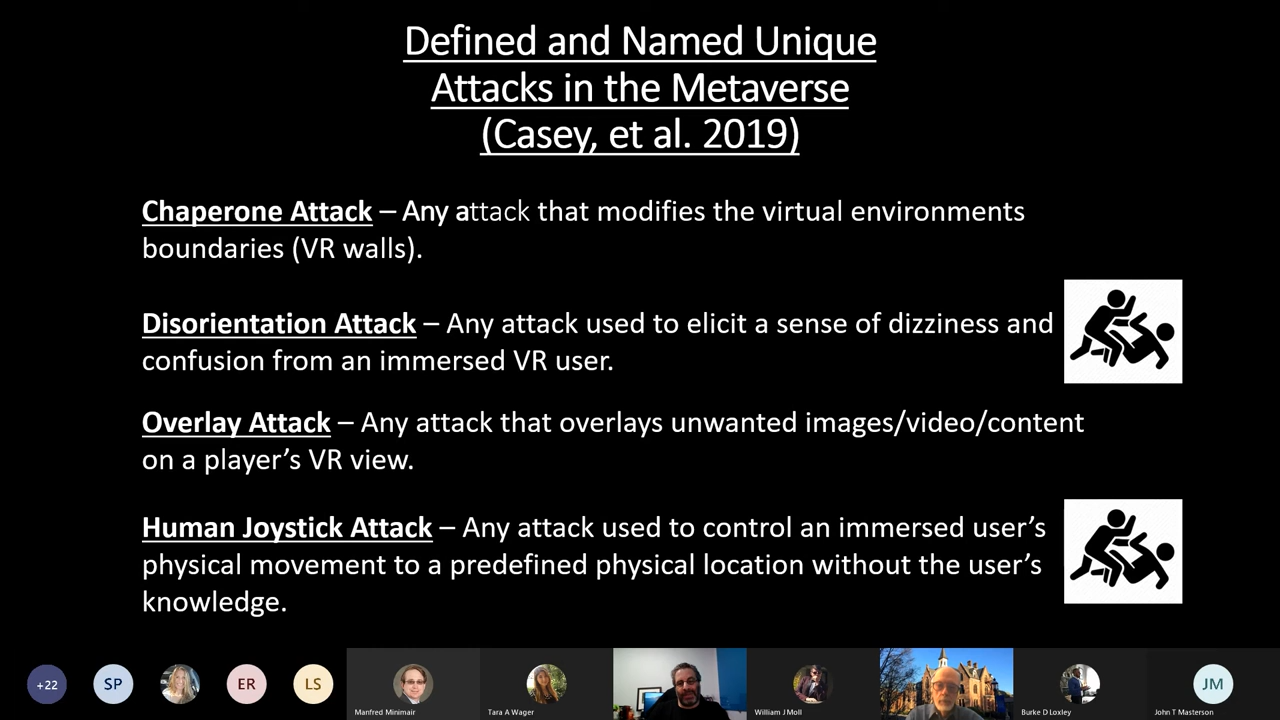 Defined and Named Unique
Attacks in the Metaverse
(Casey, et al. 2019)
Chaperone Attack – Any attack that modifies the virtual environments
boundaries (VR walls).
Disorientation Attack – Any attack used to elicit a sense of dizziness and
confusion from an immersed VR user.
Overlay Attack – Any attack that overlays unwanted images/video/content
on a player's VR view.
Human Joystick Attack – Any attack used to control an immersed user's
physical movement to a predefined physical location without the user's
knowledge.
+22
SP
ER
LS
JM
Manfred Minimair
Tara A Wager
William J Moll
Burke D Loxley
John T Masterson